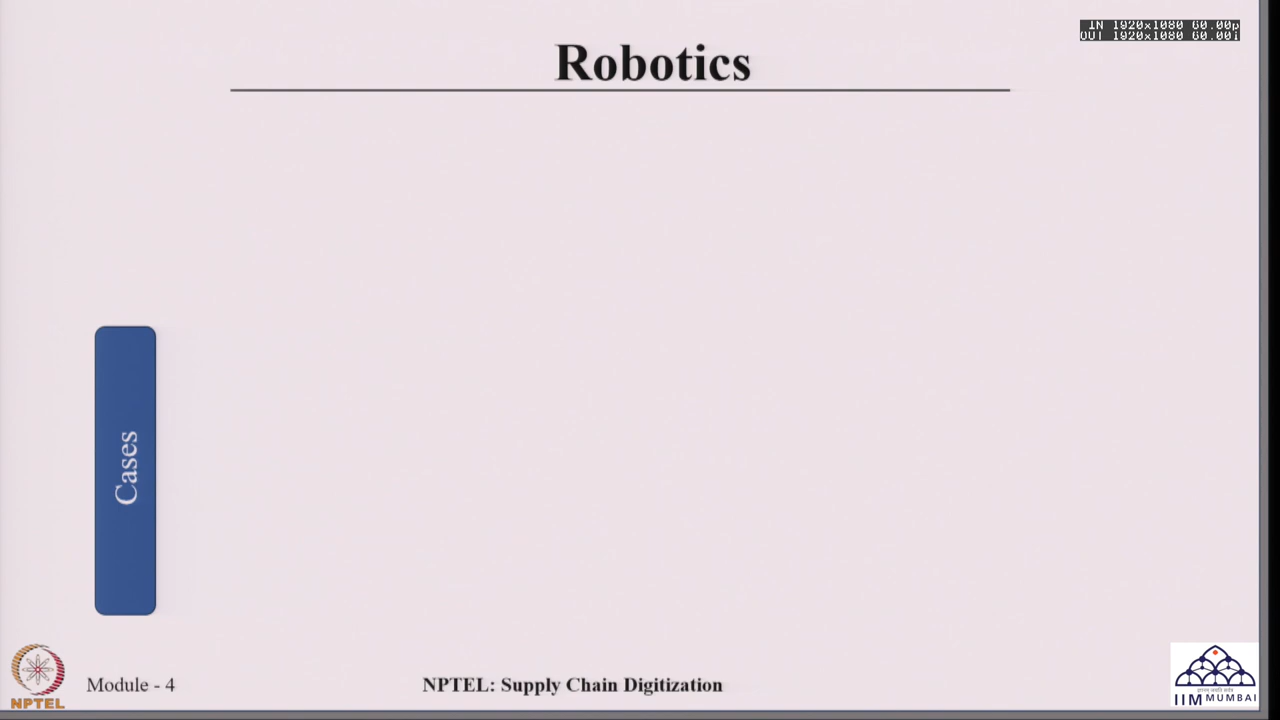 IN 1920x1080 60.00p
OUT 1920x1080 60.00i
Robotics
Cases
NPTEL
Module - 4
NPTEL: Supply Chain Digitization
IIM MUMBAI